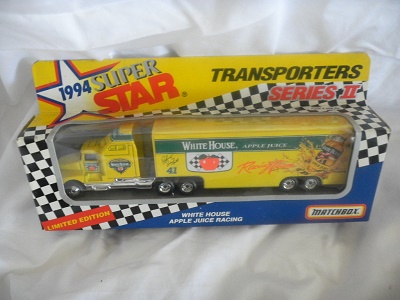 1994 SUPER
STAR
TRANSPORTERS
SERIES II
WHITE HOUSE APPLE JUICE
41
LIMITED EDITION
WHITE HOUSE
APPLE JUICE RACING
MATCHBOX